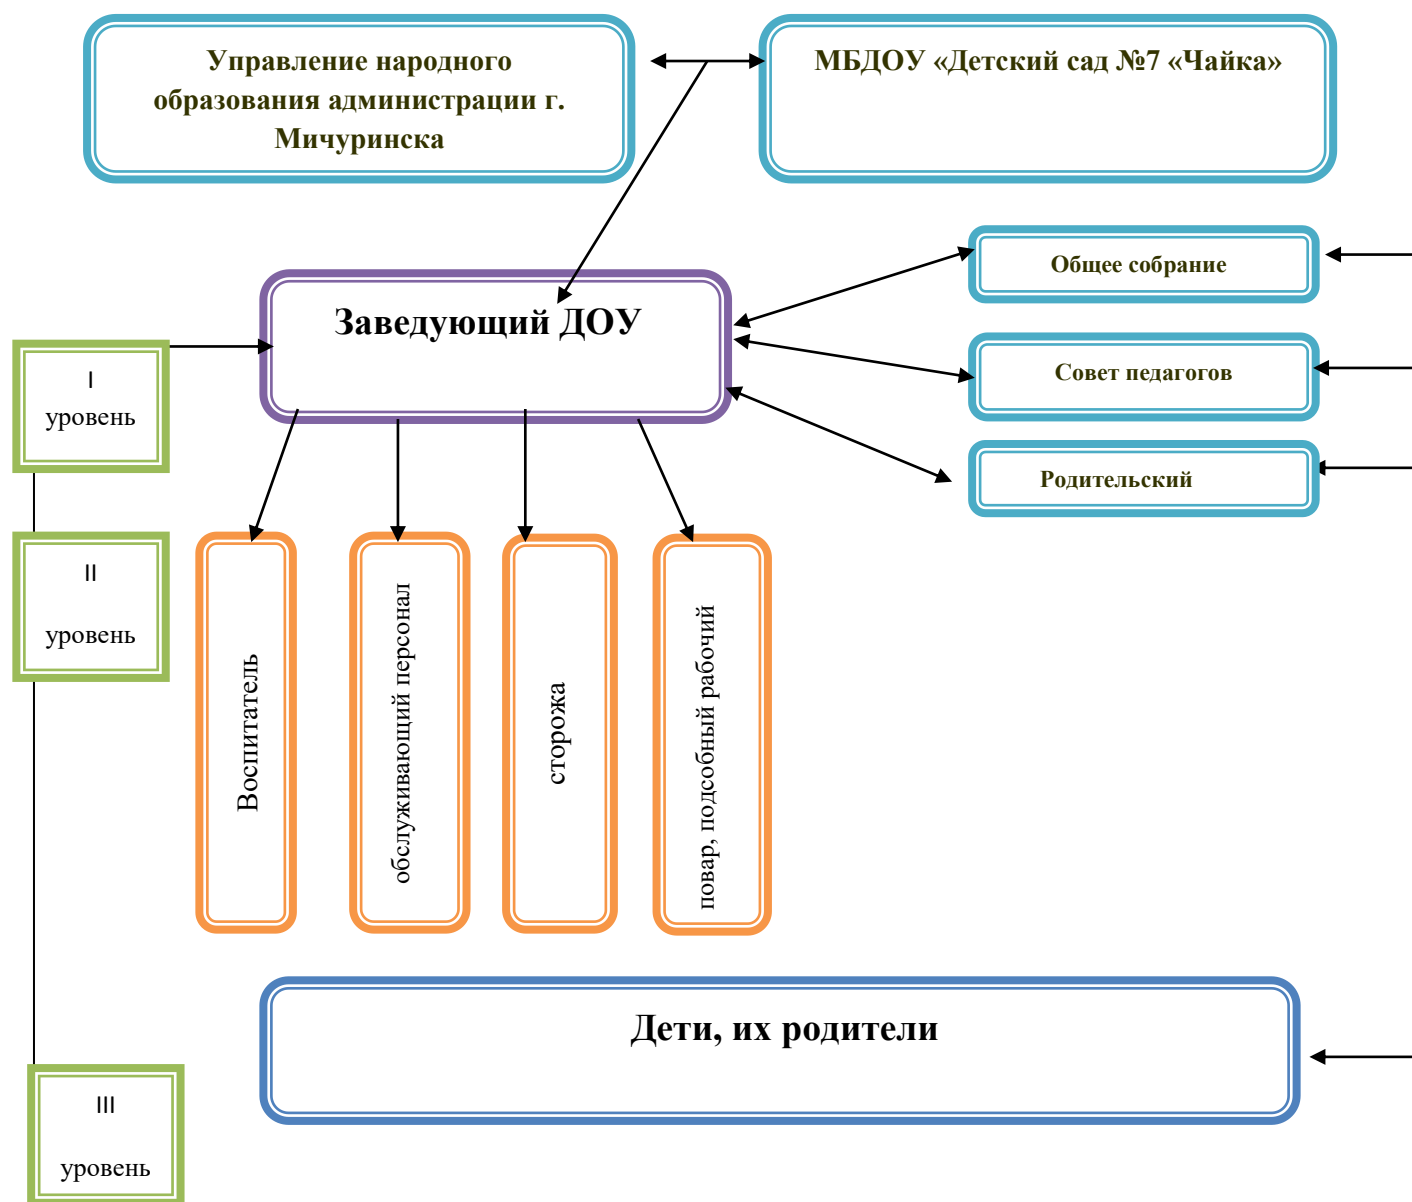 Управление народного
образования администрации г.
Мичуринска
МБДОУ «Детский сад №7 «Чайка»
Общее собрание
Заведующий ДОУ
Совет педагогов
I
уровень
Родительский
II
уровень
Воспитатель
обслуживающий персонал
сторожа
повар, подсобный рабочий
Дети, их родители
III
уровень